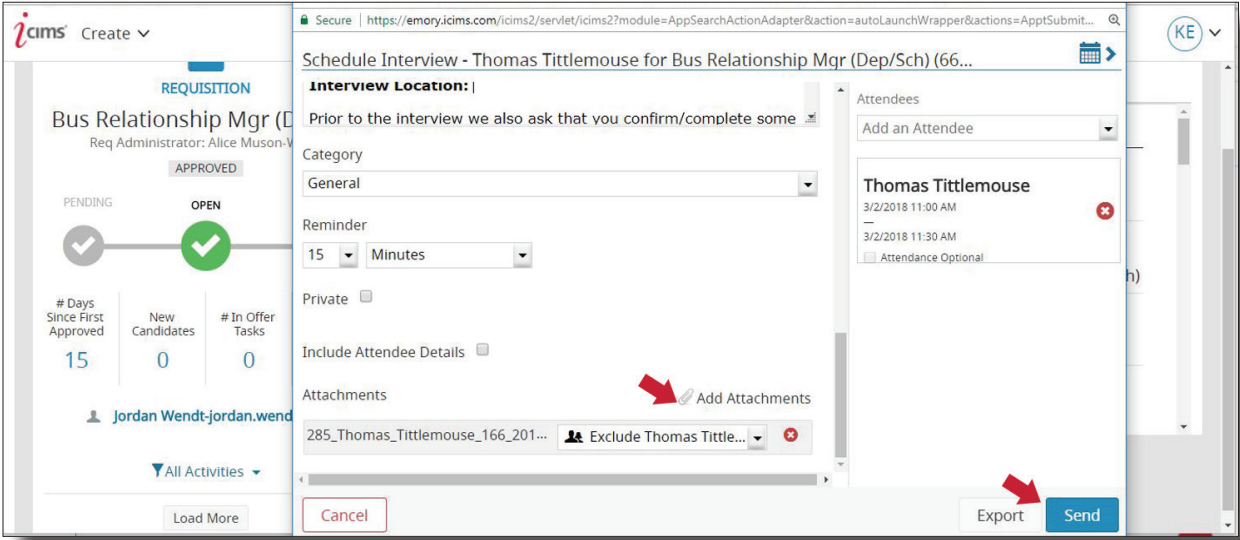 icims Create
Secure | https://emory.icims.com/icims2/servlet/icims2?module=AppSearchActionAdapter&action=autoLaunchWrapper&actions=ApptSubmit...
KE
REQUISITION
Bus Relationship Mgr (D
Req Administrator: Alice Muson-W
APPROVED
PENDING OPEN
# Days Since First Approved
15
New Candidates
0
# In Offer Tasks
0
Jordan Wendt-jordan.wend
All Activities
Load More
Schedule Interview - Thomas Tittlemouse for Bus Relationship Mgr (Dep/Sch) (66...
Interview Location:
Prior to the interview we also ask that you confirm/complete some
Category
General
Reminder
15 Minutes
Private
Include Attendee Details
Attachments
Add Attachments
285_Thomas_Tittlemouse_166_201... Exclude Thomas Tittle...
Cancel
Export
Send
Attendees
Add an Attendee
Thomas Tittlemouse
3/2/2018 11:00 AM
—
3/2/2018 11:30 AM
Attendance Optional
h)